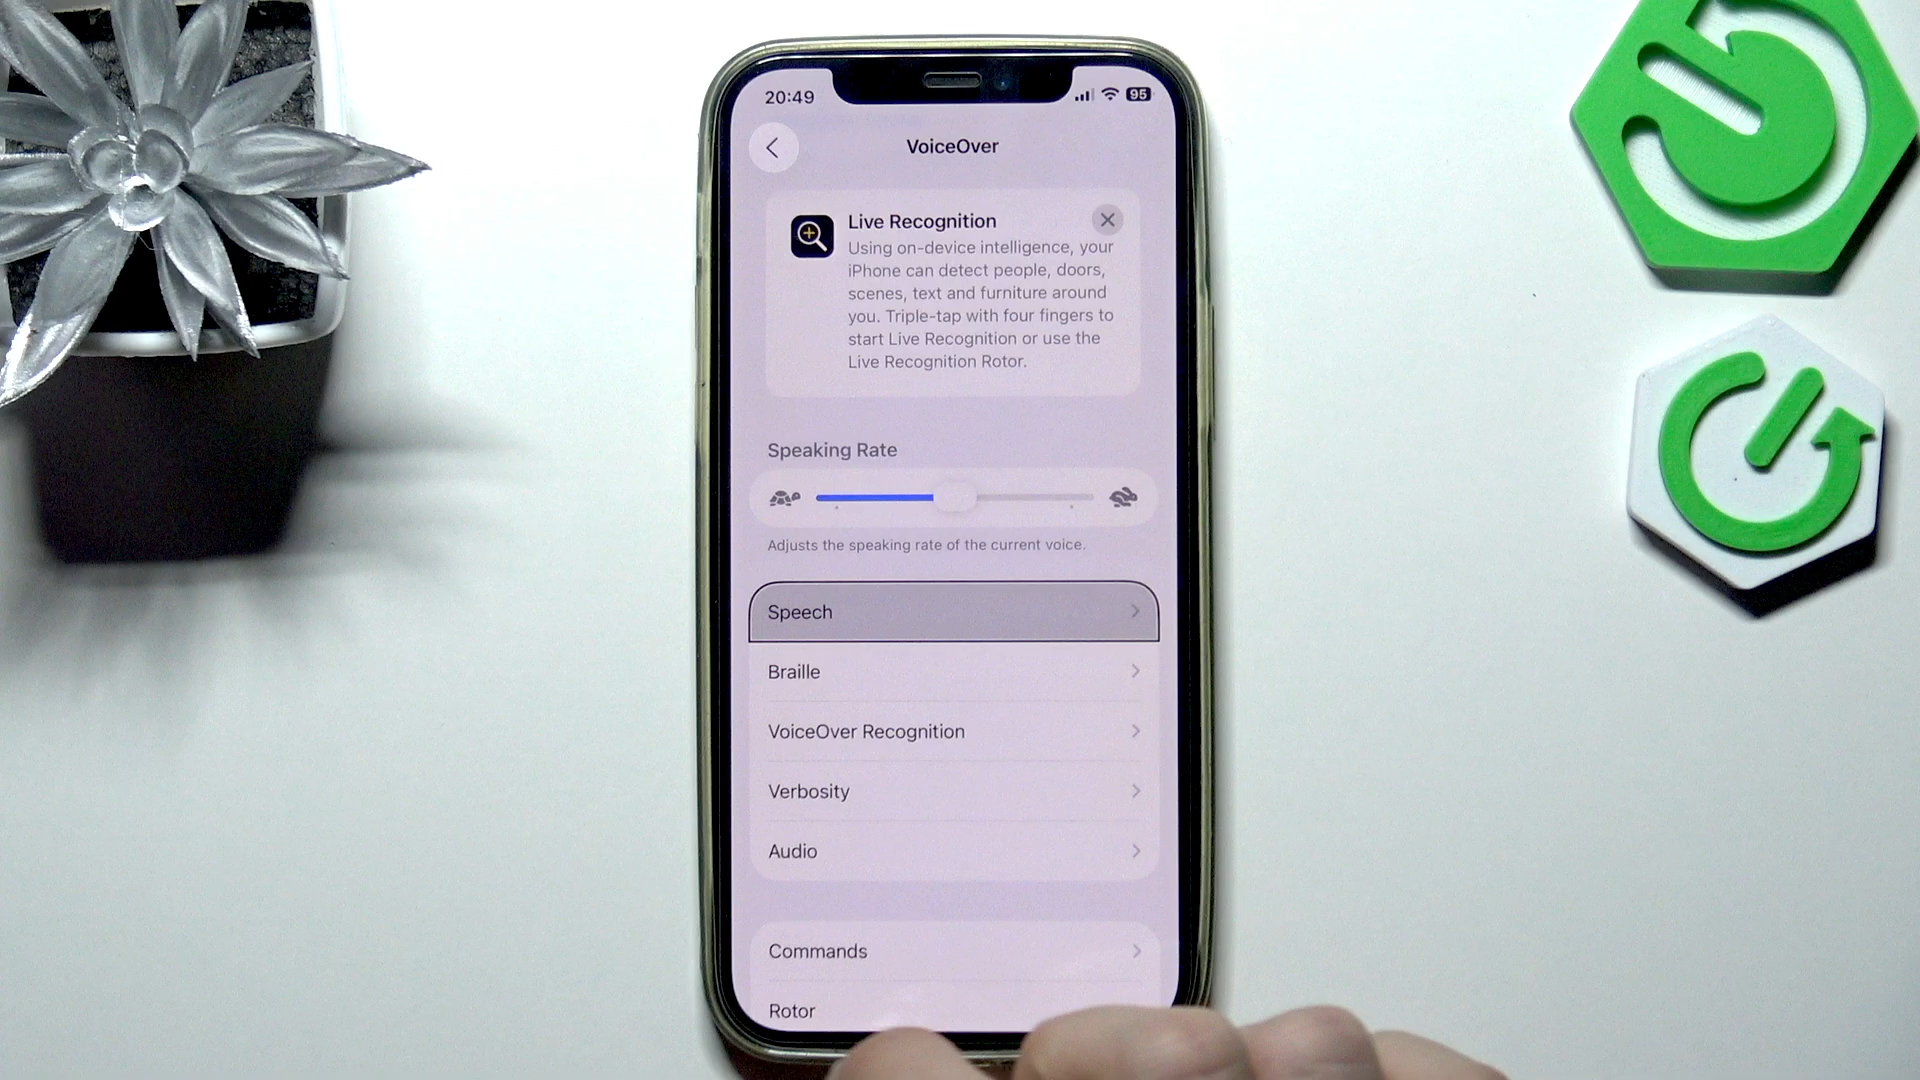 20:49
95
VoiceOver
Live Recognition
Using on-device intelligence, your
iPhone can detect people, doors,
scenes, text and furniture around
you. Triple-tap with four fingers to
start Live Recognition or use the
Live Recognition Rotor.
Speaking Rate
Adjusts the speaking rate of the current voice.
Speech
Braille
VoiceOver Recognition
Verbosity
Audio
Commands
Rotor